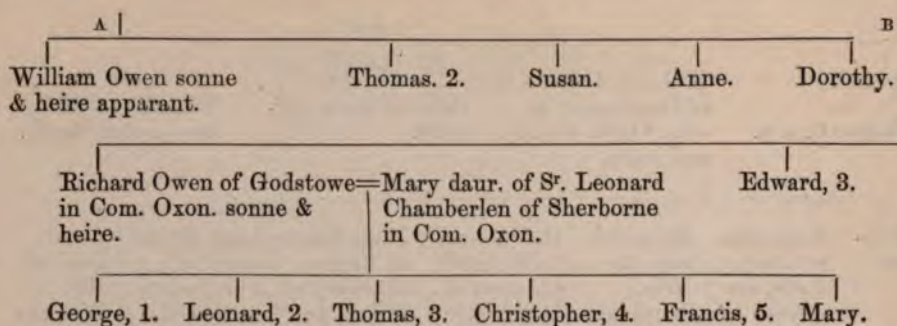 A B
William Owen sonne Thomas. 2. Susan. Anne. Dorothy.
& heire apparant.
Richard Owen of Godstowe=Mary daur. of Sʳ. Leonard Edward, 3.
in Com. Oxon. sonne & Chamberlen of Sherborne
heire. in Com. Oxon.
George, 1. Leonard, 2. Thomas, 3. Christopher, 4. Francis, 5. Mary.